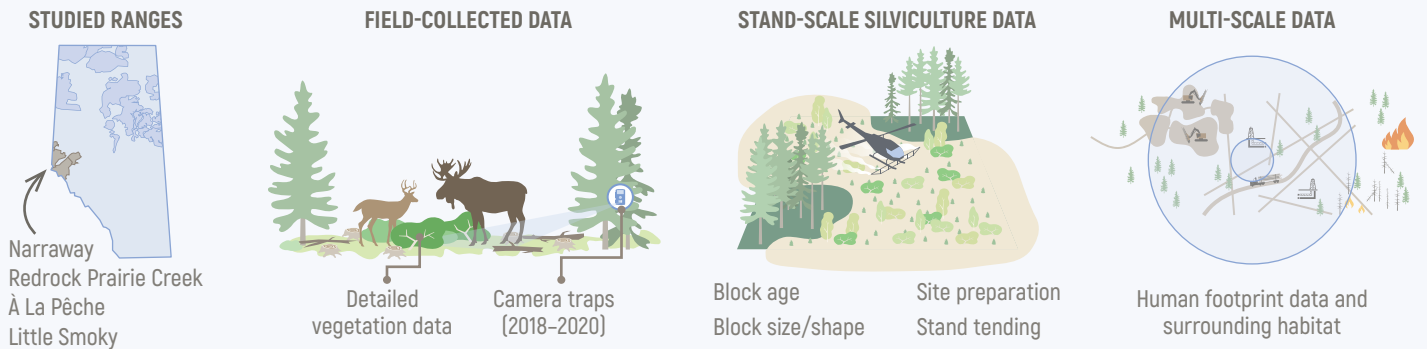 STUDIED RANGES
Narraway
Redrock Prairie Creek
À La Pêche
Little Smoky
FIELD-COLLECTED DATA
Detailed
vegetation data
Camera traps
(2018–2020)
STAND-SCALE SILVICULTURE DATA
Block age
Block size/shape
Site preparation
Stand tending
MULTI-SCALE DATA
Human footprint data and
surrounding habitat